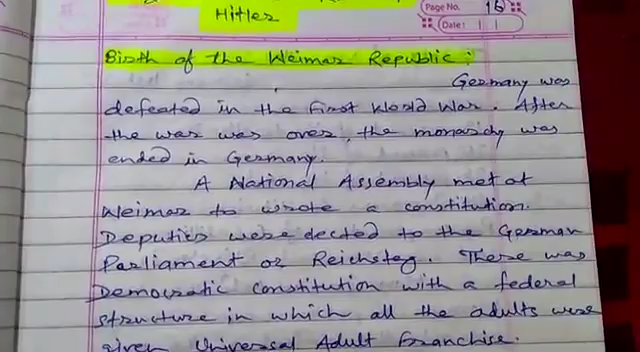 Hitler
Page No. 16
Date: | |
Birth of the Weimar Republic :
Germany was
defeated in the First World War. After
the war was over, the monarchy was
ended in Germany.
A National Assembly met at
Weimar to wrote a constitution.
Deputies were elected to the German
Parliament or Reichsteg. There was
Democratic constitution with a federal
structure in which all the adults were
given Universal Adult Franchise.